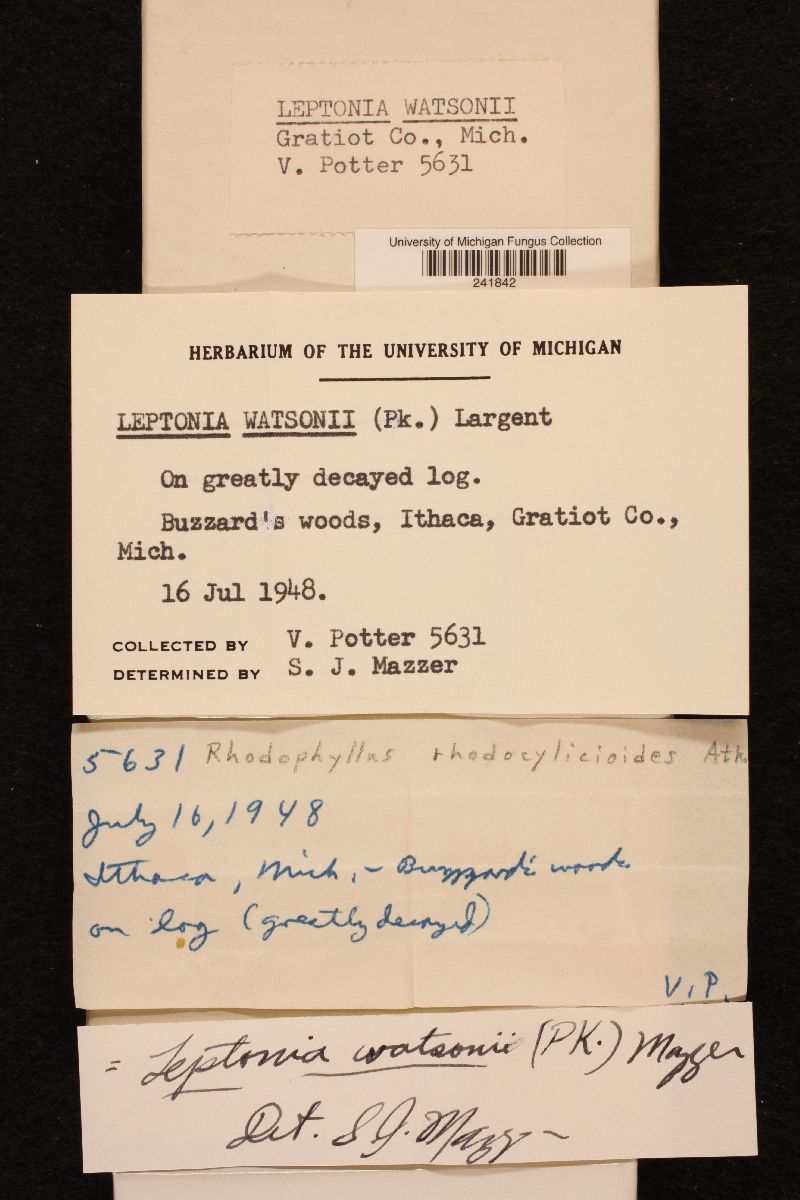 LEPTONIA WATSONII
Gratiot Co., Mich.
V. Potter 5631
University of Michigan Fungus Collection
241842
HERBARIUM OF THE UNIVERSITY OF MICHIGAN
LEPTONIA WATSONII (Pk.) Largent
On greatly decayed log.
Buzzard's woods, Ithaca, Gratiot Co.,
Mich.
16 Jul 1948.
COLLECTED BY V. Potter 5631
DETERMINED BY S. J. Mazzer
5631 Rhodophyllus rhodocylicioides Atk.
July 16, 1948
Ithaca, Mich. - Buzzard's woods
on log (greatly decayed)
V.P.
= Leptonia watsonii (PK.) Mazzer
Det. S J. Mazzer